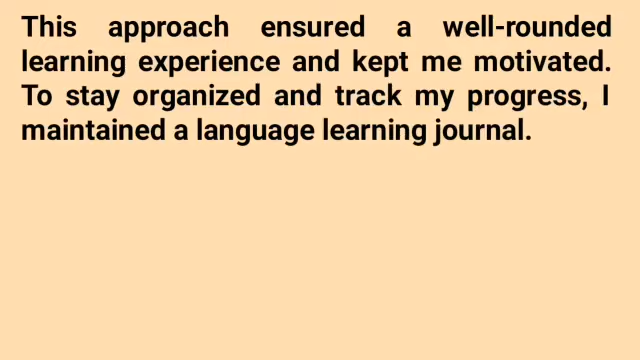 This approach ensured a well-rounded
learning experience and kept me motivated.
To stay organized and track my progress, I
maintained a language learning journal.